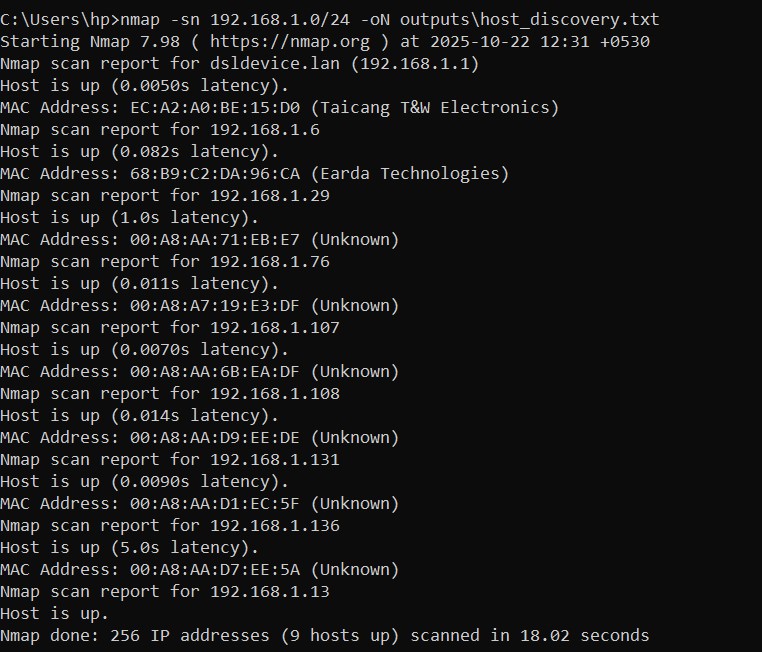 C:\Users\hp>nmap -sn 192.168.1.0/24 -oN outputs\host_discovery.txt
Starting Nmap 7.98 ( https://nmap.org ) at 2025-10-22 12:31 +0530
Nmap scan report for dsldevice.lan (192.168.1.1)
Host is up (0.0050s latency).
MAC Address: EC:A2:A0:BE:15:D0 (Taicang T&W Electronics)
Nmap scan report for 192.168.1.6
Host is up (0.082s latency).
MAC Address: 68:B9:C2:DA:96:CA (Earda Technologies)
Nmap scan report for 192.168.1.29
Host is up (1.0s latency).
MAC Address: 00:A8:AA:71:EB:E7 (Unknown)
Nmap scan report for 192.168.1.76
Host is up (0.011s latency).
MAC Address: 00:A8:A7:19:E3:DF (Unknown)
Nmap scan report for 192.168.1.107
Host is up (0.0070s latency).
MAC Address: 00:A8:AA:6B:EA:DF (Unknown)
Nmap scan report for 192.168.1.108
Host is up (0.014s latency).
MAC Address: 00:A8:AA:D9:EE:DE (Unknown)
Nmap scan report for 192.168.1.131
Host is up (0.0090s latency).
MAC Address: 00:A8:AA:D1:EC:5F (Unknown)
Nmap scan report for 192.168.1.136
Host is up (5.0s latency).
MAC Address: 00:A8:AA:D7:EE:5A (Unknown)
Nmap scan report for 192.168.1.13
Host is up.
Nmap done: 256 IP addresses (9 hosts up) scanned in 18.02 seconds